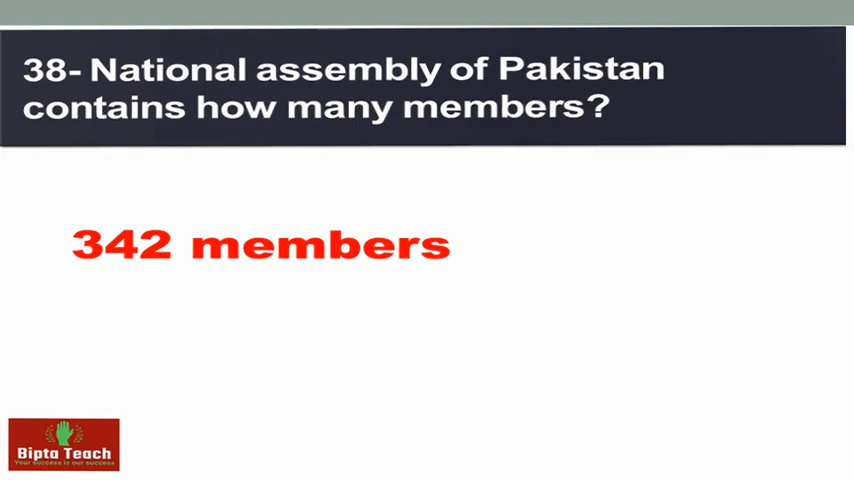 38- National assembly of Pakistan
contains how many members?
342 members
Bipta Teach
Your success is our success